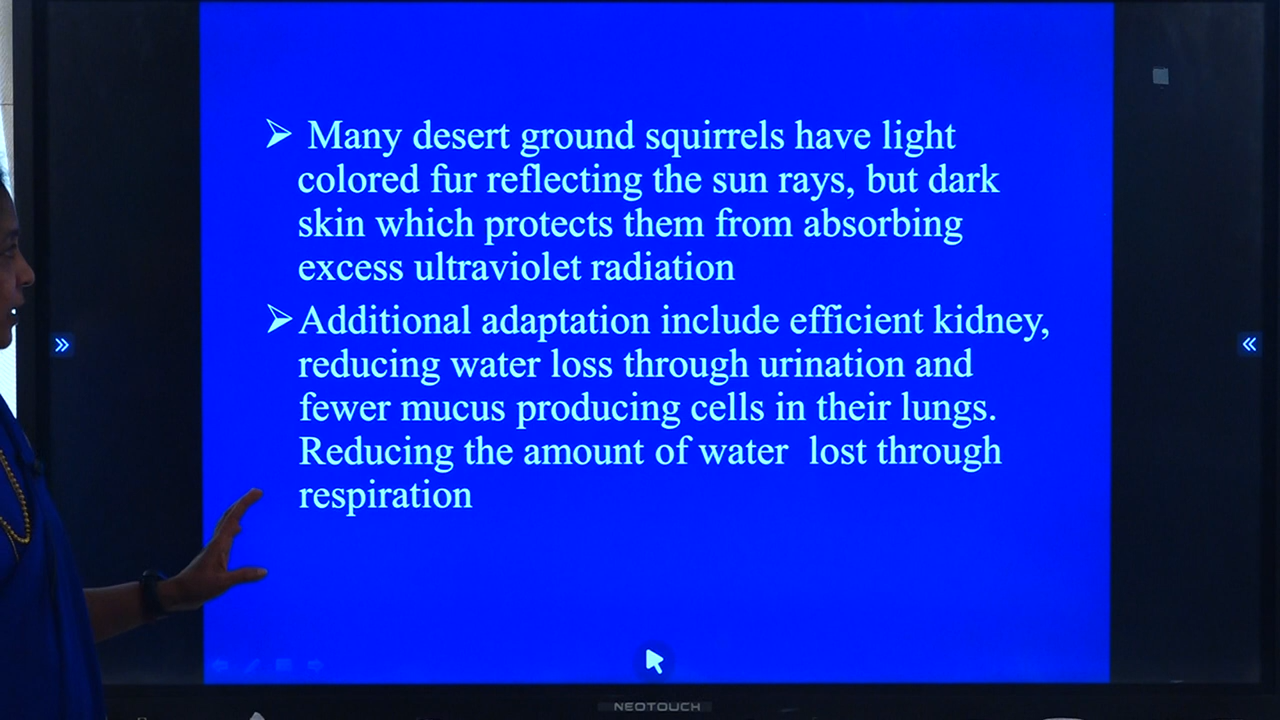 ➢ Many desert ground squirrels have light
colored fur reflecting the sun rays, but dark
skin which protects them from absorbing
excess ultraviolet radiation
➢Additional adaptation include efficient kidney,
reducing water loss through urination and
fewer mucus producing cells in their lungs.
Reducing the amount of water lost through
respiration
NEOTOUCH